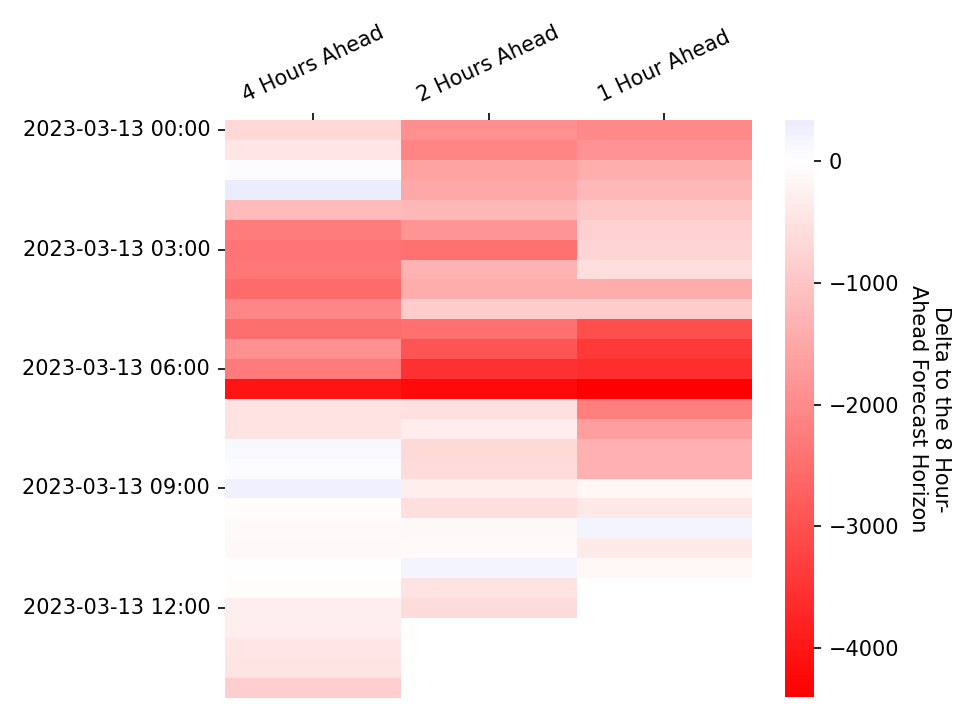 4 Hours Ahead
2 Hours Ahead
1 Hour Ahead
2023-03-13 00:00
2023-03-13 03:00
2023-03-13 06:00
2023-03-13 09:00
2023-03-13 12:00
0
−1000
−2000
−3000
−4000
Delta to the 8 Hour-
Ahead Forecast Horizon